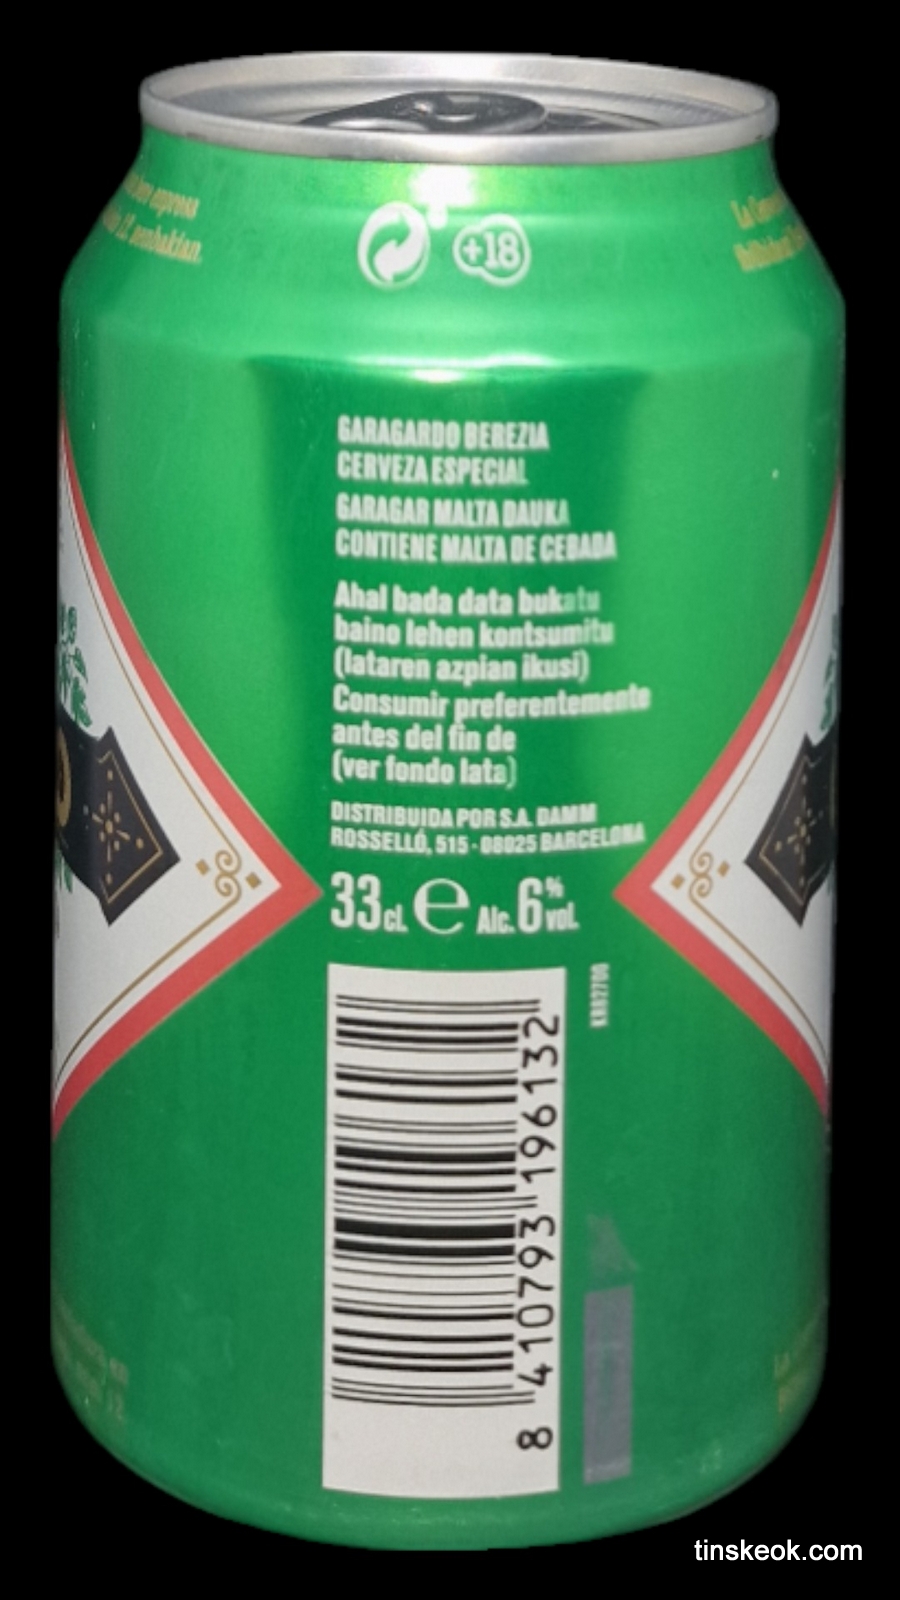 +18
GARAGARDO BEREZIA
CERVEZA ESPECIAL
GARAGAR MALTA DAUKA
CONTIENE MALTA DE CEBADA
Ahal bada data bukatu
baino lehen kontsumitu
(lataren azpian ikusi)
Consumir preferentemente
antes del fin de
(ver fondo lata)
DISTRIBUIDA POR S.A. DAMM
ROSSELLÓ, 515 - 08025 BARCELONA
33 cl. e Alc. 6% vol.
8 410793 196132
tinskeok.com